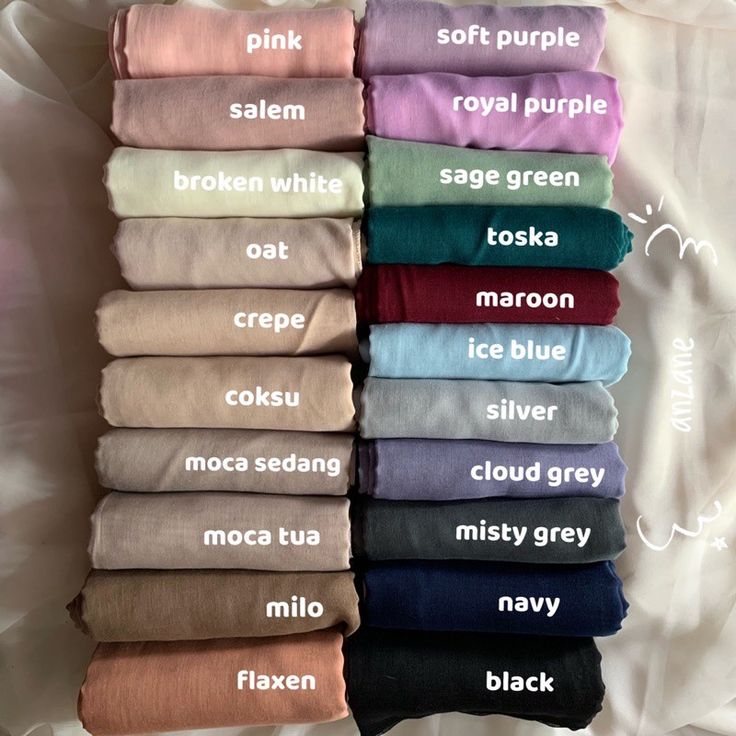 pink
salem
broken white
oat
crepe
coksu
moca sedang
moca tua
milo
flaxen
soft purple
royal purple
sage green
toska
maroon
ice blue
silver
cloud grey
misty grey
navy
black
anzane